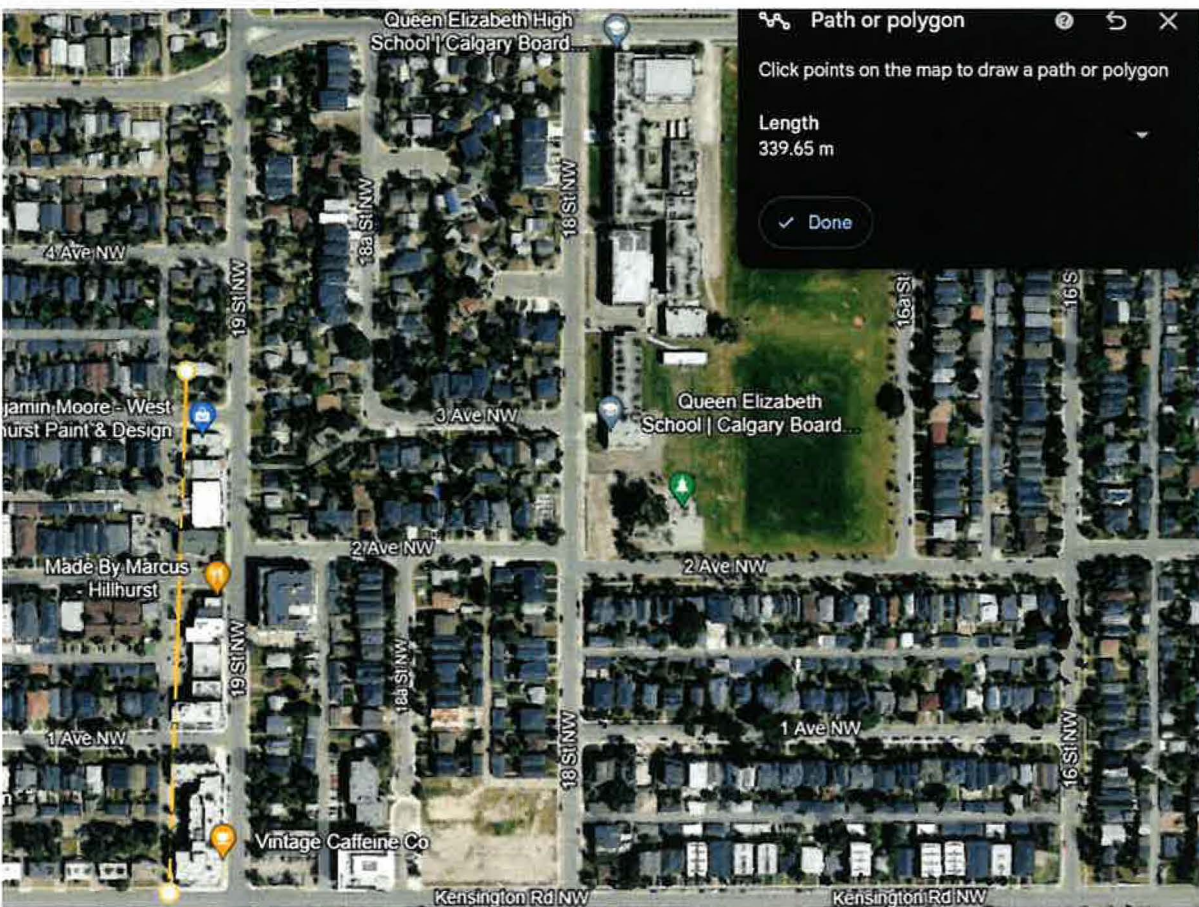 Queen Elizabeth High
School | Calgary Board...
Path or polygon
Click points on the map to draw a path or polygon
Length
339.65 m
Done
4 Ave NW
19 St NW
18a St NW
18 St NW
16a St
16 S
jamin Moore - West
hurst Paint & Design
3 Ave NW
Queen Elizabeth
School | Calgary Board...
2 Ave NW
2 Ave NW
Made By Marcus
- Hillhurst
19 St NW
18a St NW
1 Ave NW
18 St NW
1 Ave NW
16 St NW
Vintage Caffeine Co
Kensington Rd NW
Kensington Rd NW